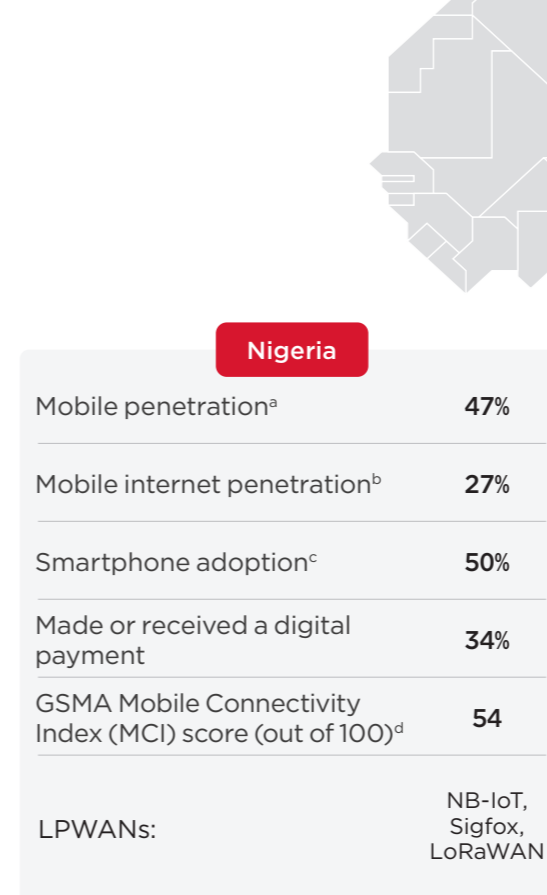 Nigeria
Mobile penetrationᵃ 47%
Mobile internet penetrationᵇ 27%
Smartphone adoptionᶜ 50%
Made or received a digital
payment 34%
GSMA Mobile Connectivity
Index (MCI) score (out of 100)ᵈ 54
LPWANs: NB-IoT,
Sigfox,
LoRaWAN